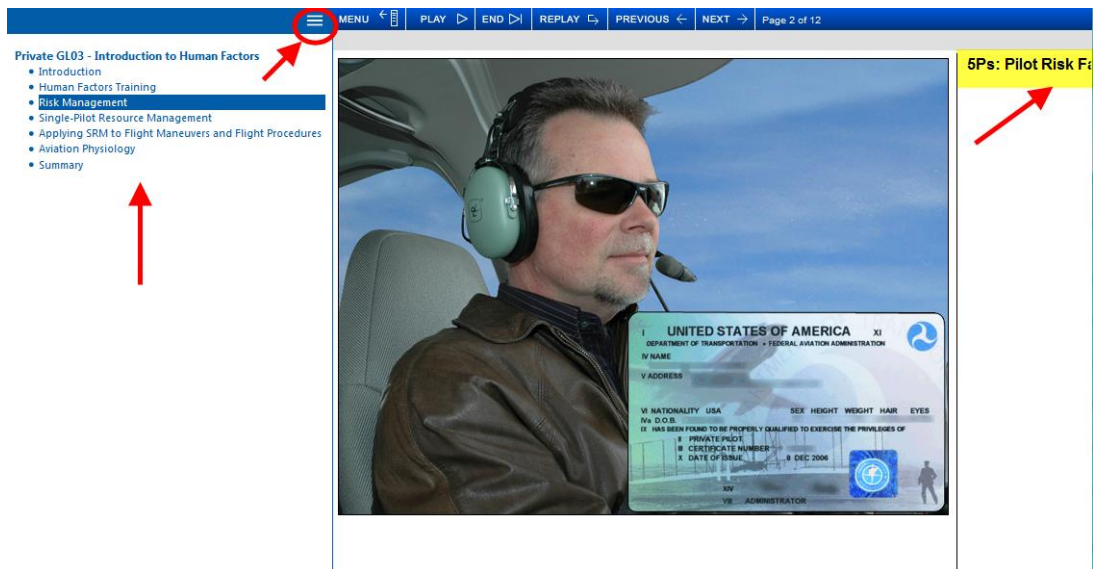 MENU PLAY END REPLAY PREVIOUS NEXT Page 2 of 12
Private GL03 - Introduction to Human Factors
Introduction
Human Factors Training
Risk Management
Single-Pilot Resource Management
Applying SRM to Flight Maneuvers and Flight Procedures
Aviation Physiology
Summary
5Ps: Pilot Risk
I UNITED STATES OF AMERICA XI
DEPARTMENT OF TRANSPORTATION • FEDERAL AVIATION ADMINISTRATION
IV NAME
V ADDRESS
VI NATIONALITY USA SEX HEIGHT WEIGHT HAIR EYES
IVa D.O.B.
IX HAS BEEN FOUND TO BE PROPERLY QUALIFIED TO EXERCISE THE PRIVILEGES OF
II PRIVATE PILOT
III CERTIFICATE NUMBER
X DATE OF ISSUE DEC 2006
XIV
VII ADMINISTRATOR